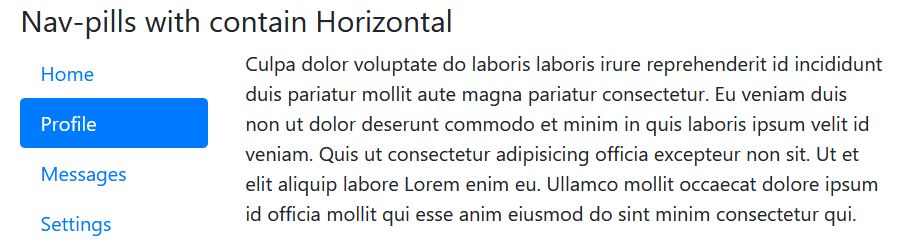 Nav-pills with contain Horizontal
Home
Profile
Messages
Settings
Culpa dolor voluptate do laboris laboris irure reprehenderit id incididunt
duis pariatur mollit aute magna pariatur consectetur. Eu veniam duis
non ut dolor deserunt commodo et minim in quis laboris ipsum velit id
veniam. Quis ut consectetur adipisicing officia excepteur non sit. Ut et
elit aliquip labore Lorem enim eu. Ullamco mollit occaecat dolore ipsum
id officia mollit qui esse anim eiusmod do sint minim consectetur qui.